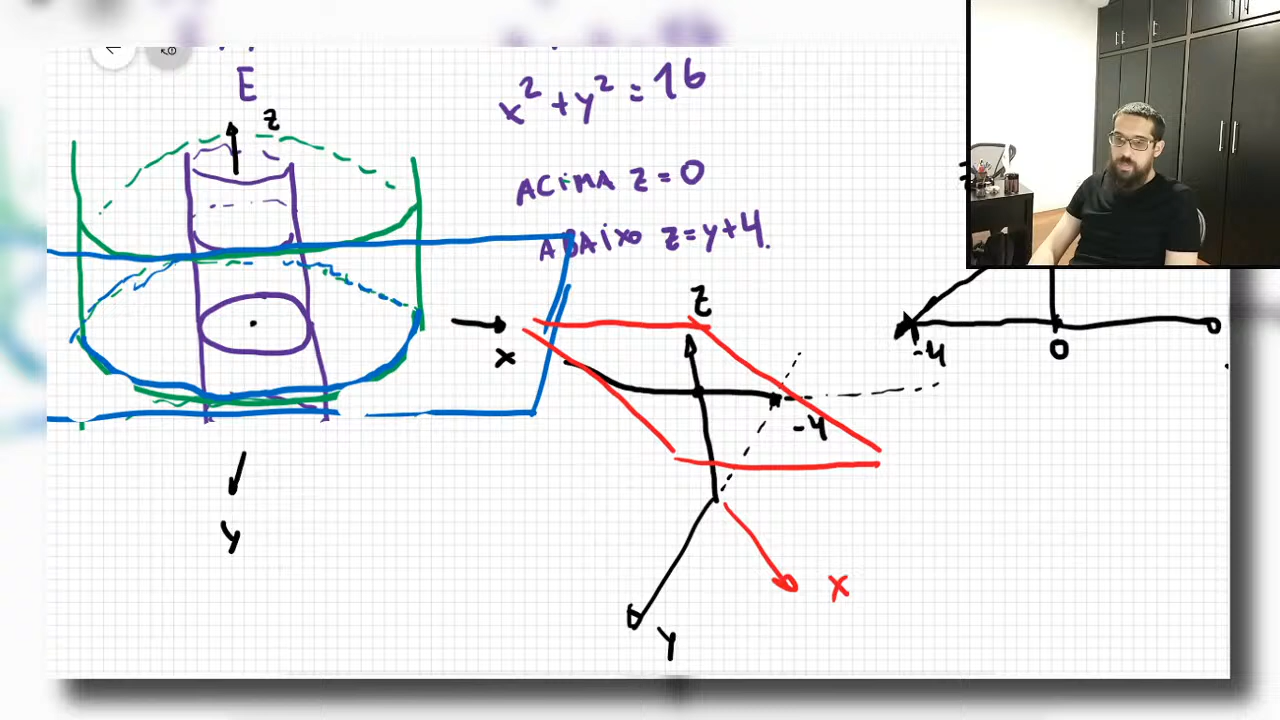 E
x² + y² = 16
ACIMA z = 0
ABAIXO z = y+4.
z
x
y
z
-4
x
y
-4
0